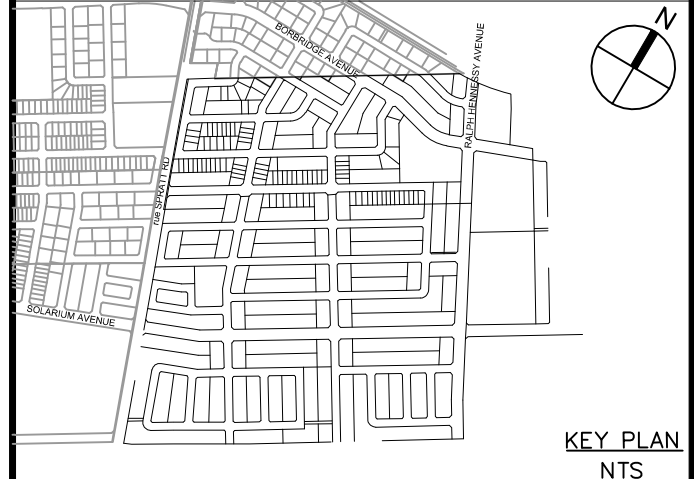 N
BORBRIDGE AVENUE
RALPH HENNESSY AVENUE
rue SPRATT RD
SOLARIUM AVENUE
KEY PLAN
NTS